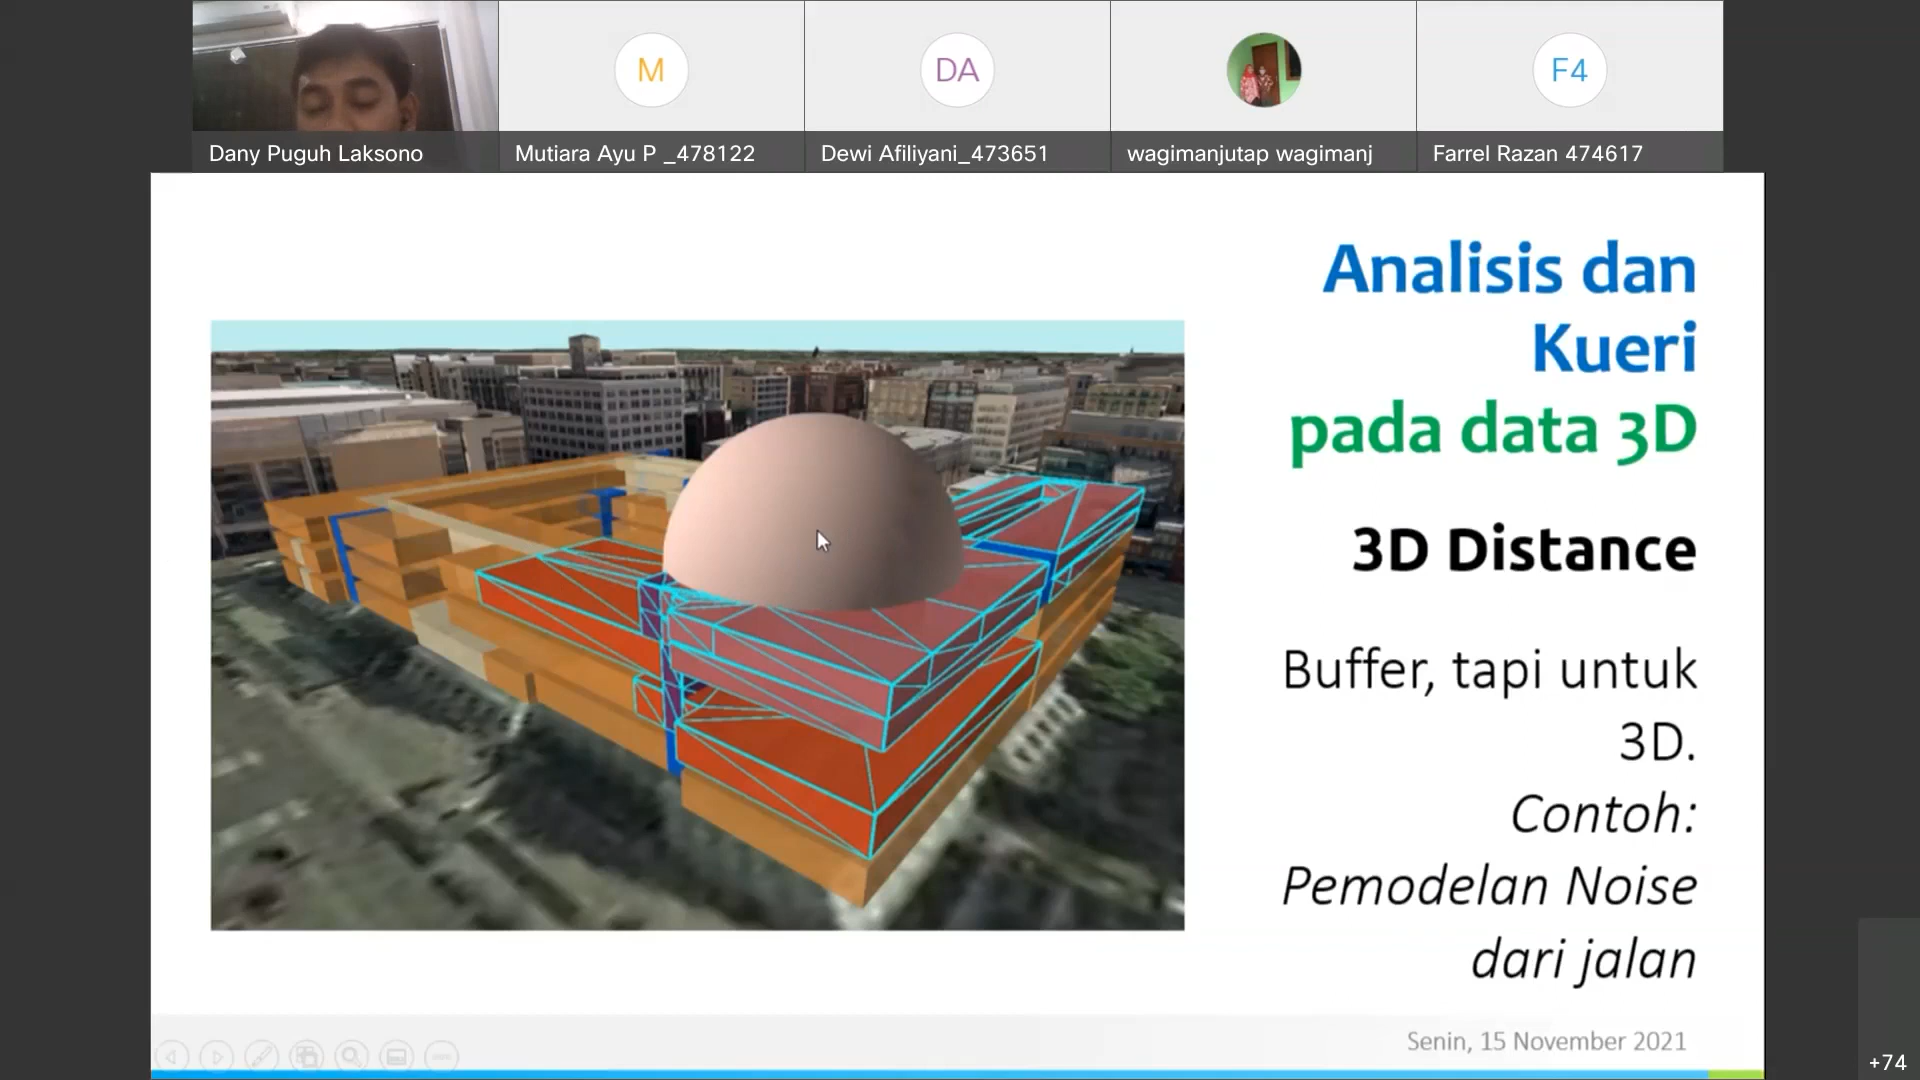 M
DA
F4
Dany Puguh Laksono
Mutiara Ayu P _478122
Dewi Afiliyani_473651
wagimanjutap wagimanj
Farrel Razan 474617
Analisis dan
Kueri
pada data 3D
3D Distance
Buffer, tapi untuk
3D.
Contoh:
Pemodelan Noise
dari jalan
Senin, 15 November 2021
+74